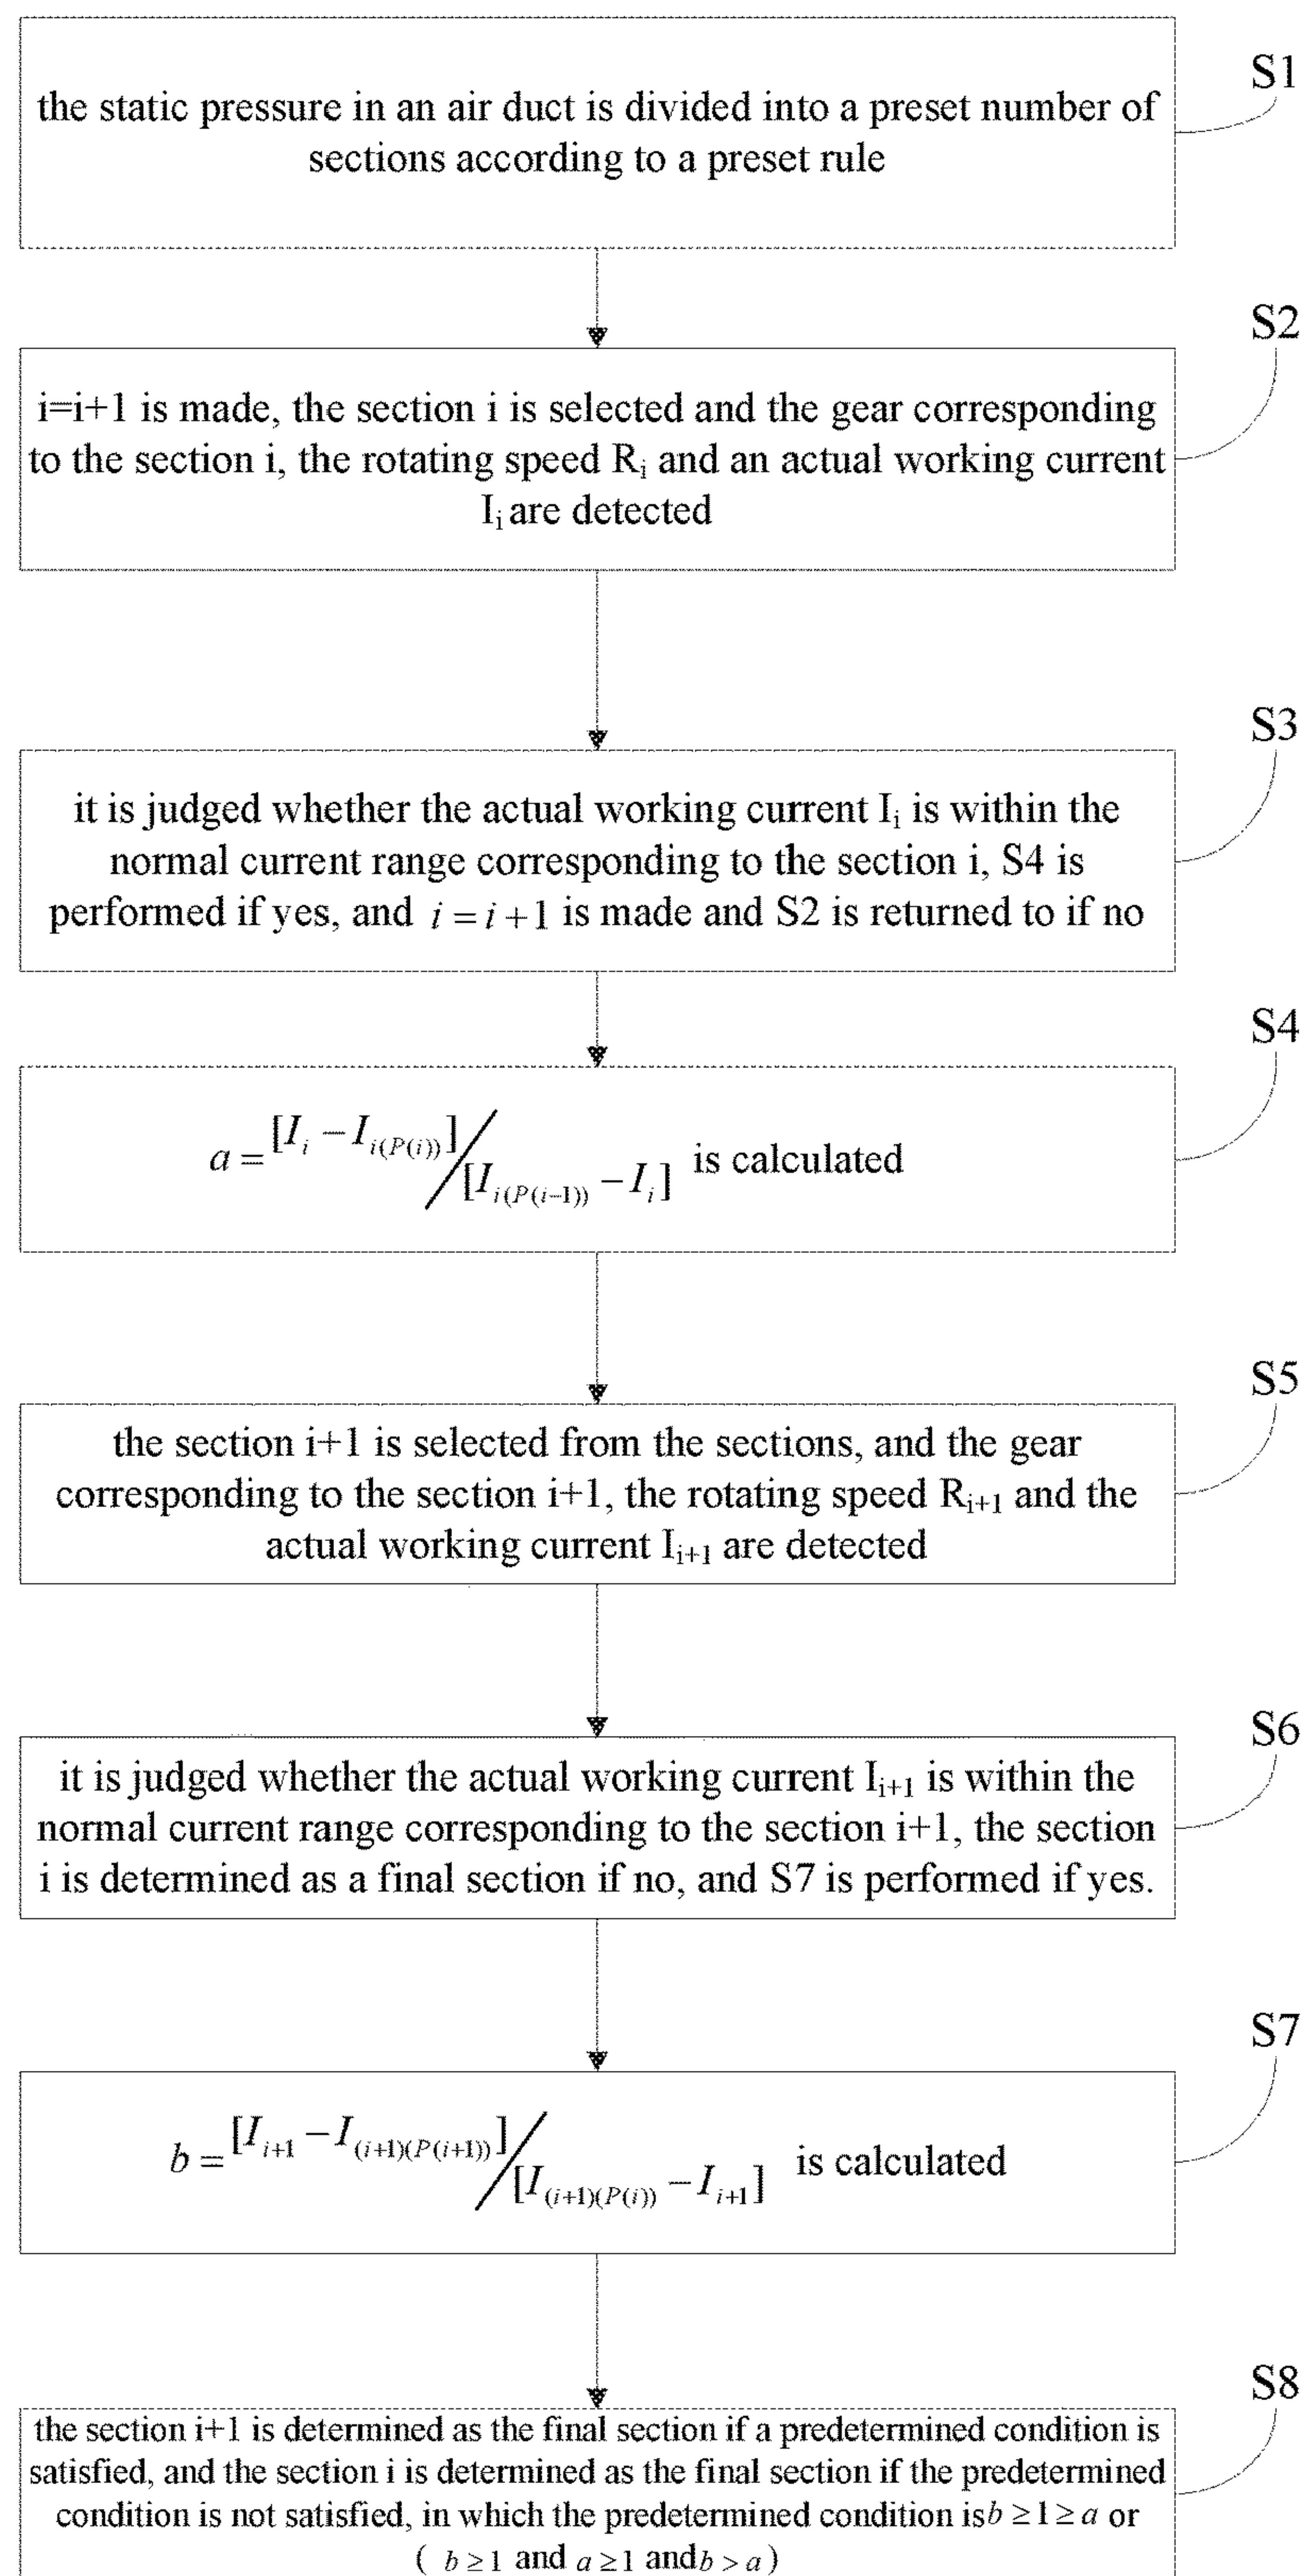 S1
the static pressure in an air duct is divided into a preset number of
sections according to a preset rule
S2
i=i+1 is made, the section i is selected and the gear corresponding
to the section i, the rotating speed Rᵢ and an actual working current
Iᵢ are detected
S3
it is judged whether the actual working current Iᵢ is within the
normal current range corresponding to the section i, S4 is
performed if yes, and i = i + 1 is made and S2 is returned to if no
S4
a = [I_i − I_{i(P(i))}] / [I_{i(P(i−1))} − I_i] is calculated
S5
the section i+1 is selected from the sections, and the gear
corresponding to the section i+1, the rotating speed Rᵢ₊₁ and the
actual working current Iᵢ₊₁ are detected
S6
it is judged whether the actual working current Iᵢ₊₁ is within the
normal current range corresponding to the section i+1, the section
i is determined as a final section if no, and S7 is performed if yes.
S7
b = [I_{i+1} − I_{(i+1)(P(i+1))}] / [I_{(i+1)(P(i))} − I_{i+1}] is calculated
S8
the section i+1 is determined as the final section if a predetermined condition is
satisfied, and the section i is determined as the final section if the predetermined
condition is not satisfied, in which the predetermined condition is b ≥ 1 ≥ a or
( b ≥ 1 and a ≥ 1 and b > a )